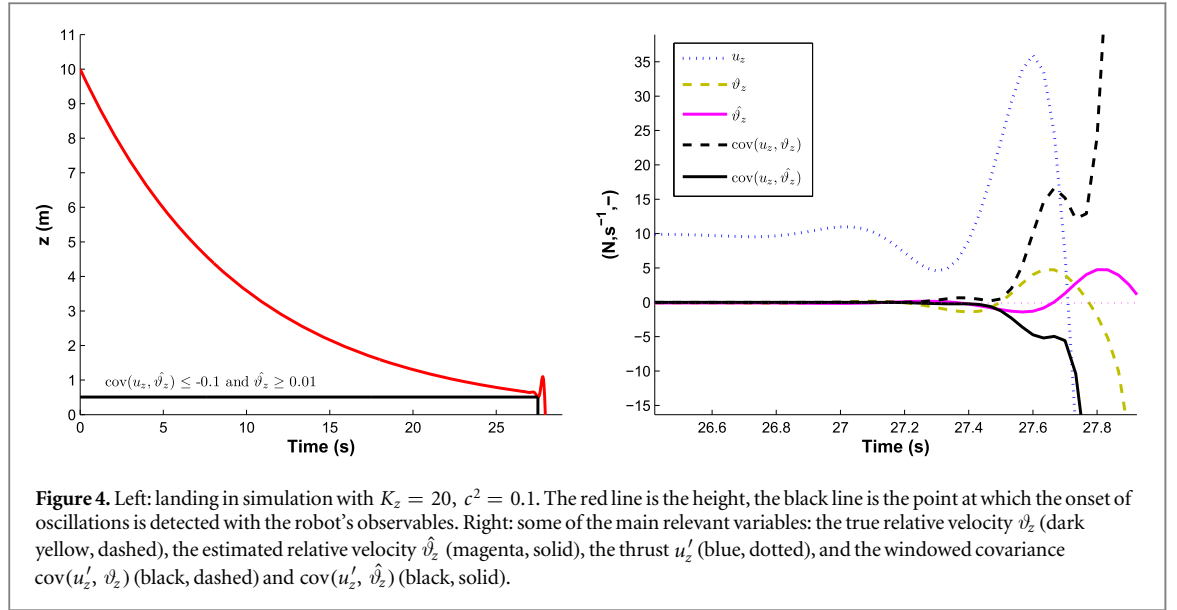 11
10
9
8
7
6
5
4
3
2
1
0
z (m)
cov(u_z, ϑ̂_z) ≤ -0.1 and ϑ̂_z ≥ 0.01
0 5 10 15 20 25
Time (s)
35
30
25
20
15
10
5
0
−5
−10
−15
(N,s⁻¹,−)
u_z
ϑ_z
ϑ̂_z
cov(u_z, ϑ_z)
cov(u_z, ϑ̂_z)
26.6 26.8 27 27.2 27.4 27.6 27.8
Time (s)
Figure 4. Left: landing in simulation with K_z = 20, c² = 0.1. The red line is the height, the black line is the point at which the onset of
oscillations is detected with the robot's observables. Right: some of the main relevant variables: the true relative velocity ϑ_z (dark
yellow, dashed), the estimated relative velocity ϑ̂_z (magenta, solid), the thrust u′_z (blue, dotted), and the windowed covariance
cov(u′_z, ϑ_z) (black, dashed) and cov(u′_z, ϑ̂_z) (black, solid).